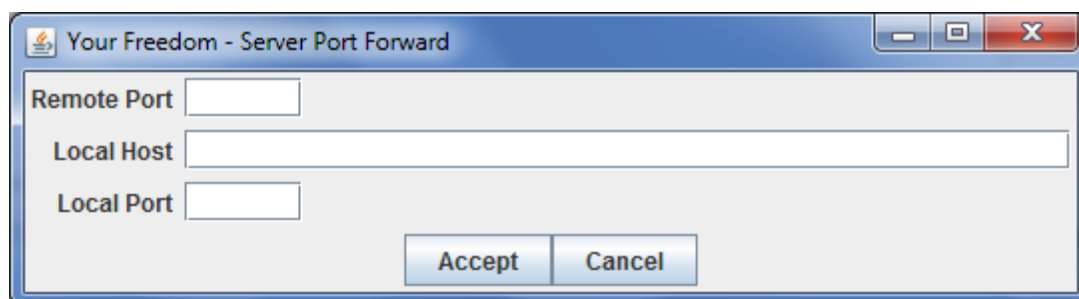 Your Freedom - Server Port Forward
Remote Port
Local Host
Local Port
Accept Cancel